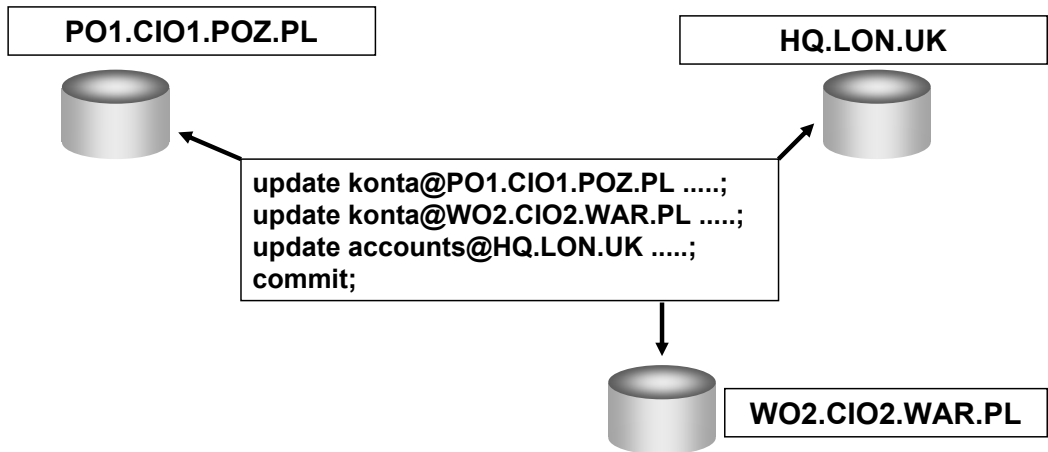 PO1.CIO1.POZ.PL
HQ.LON.UK
update konta@PO1.CIO1.POZ.PL .....;
update konta@WO2.CIO2.WAR.PL .....;
update accounts@HQ.LON.UK .....;
commit;
WO2.CIO2.WAR.PL